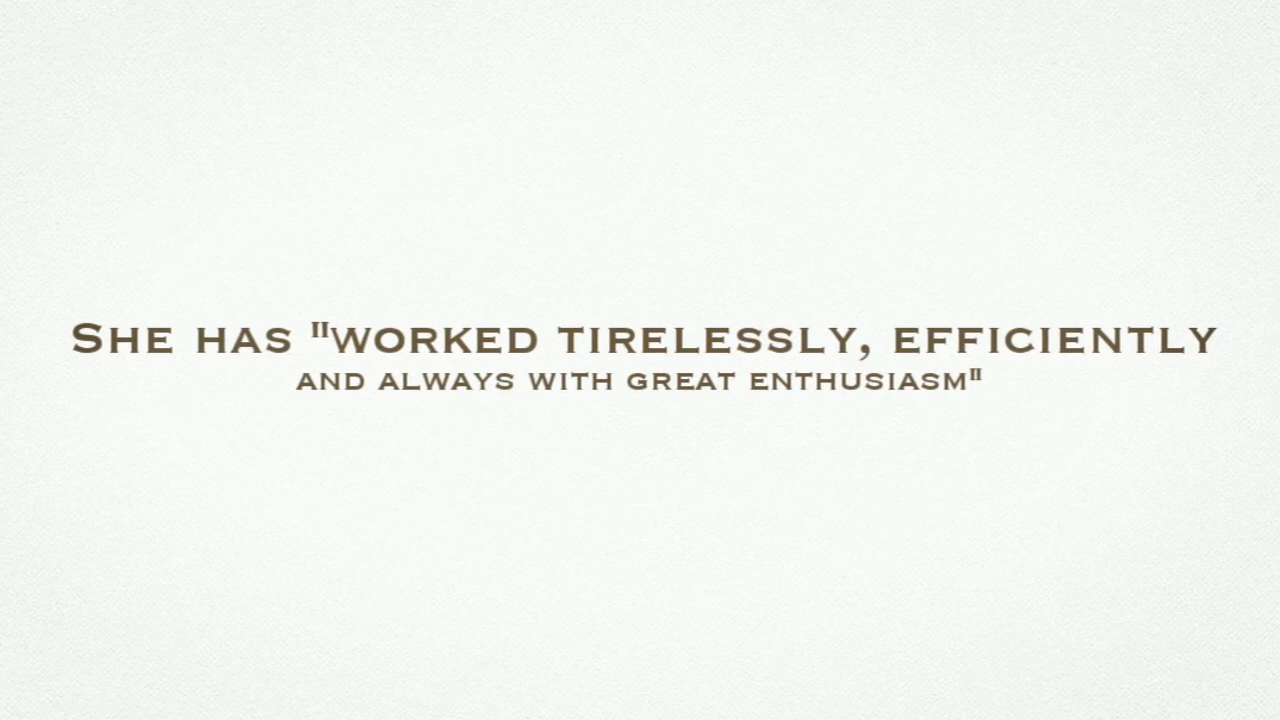 She has "worked tirelessly, efficiently
and always with great enthusiasm"